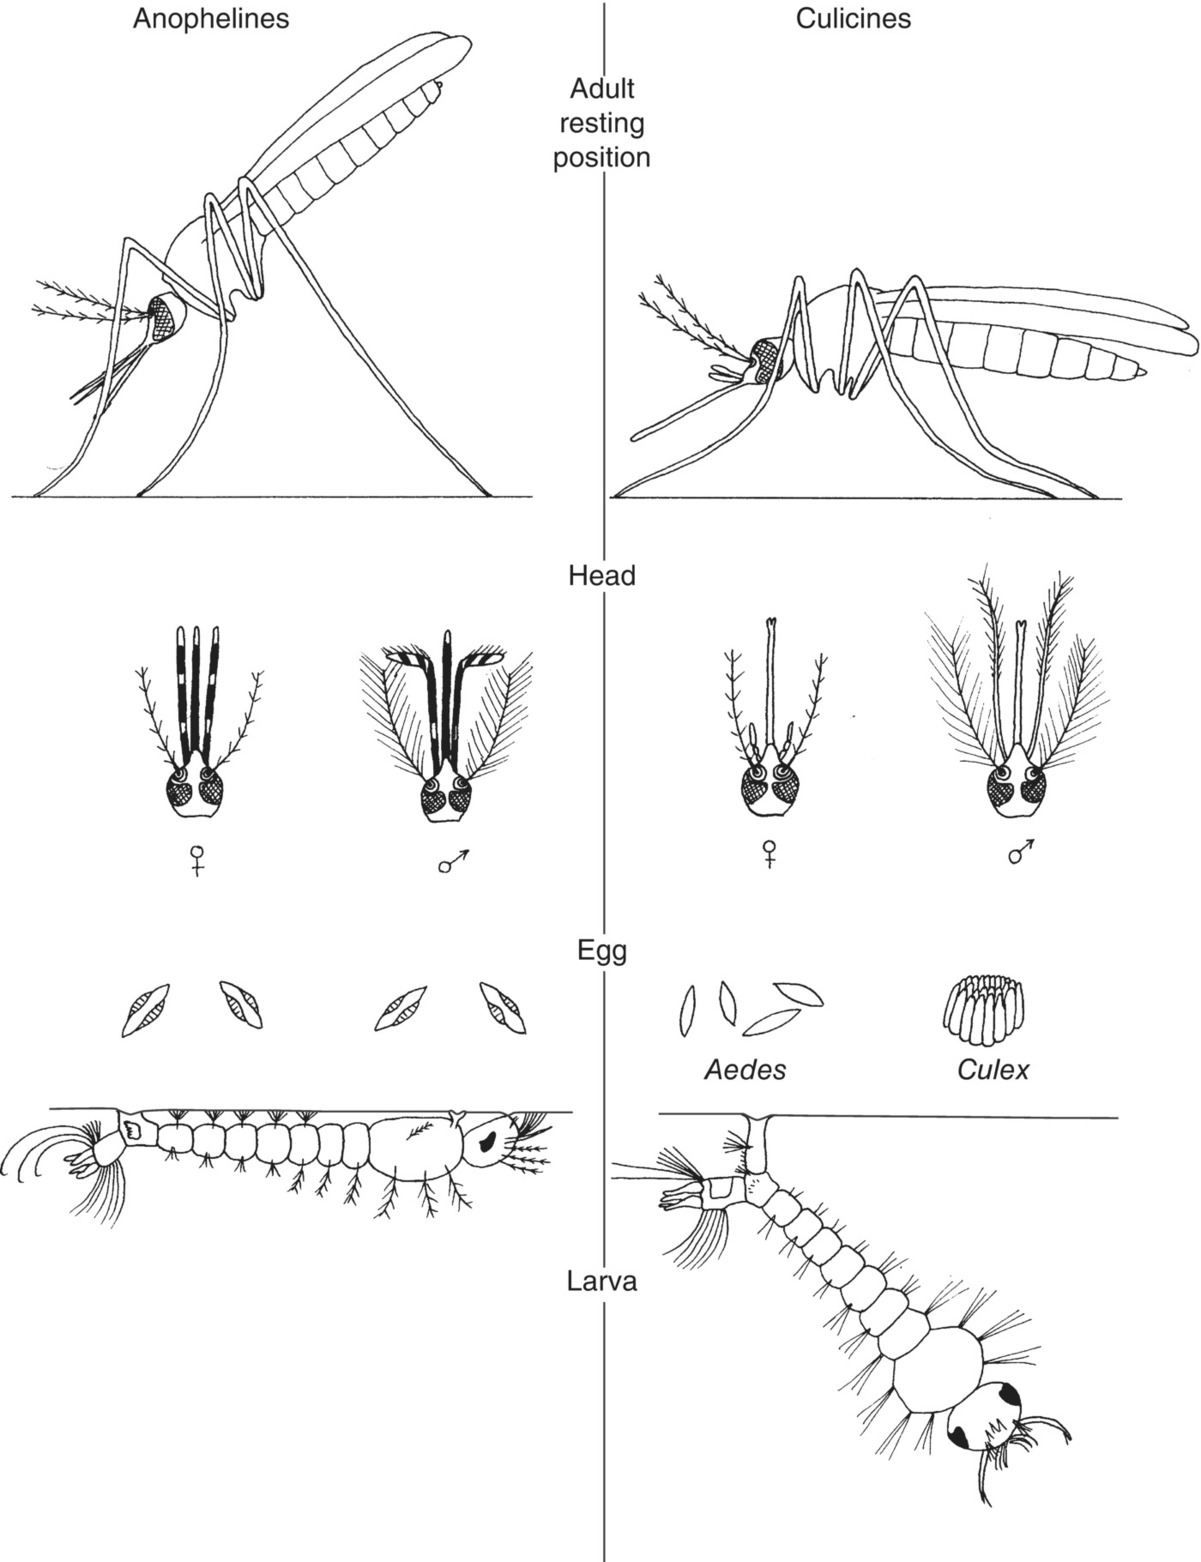 Anophelines
Culicines
Adult
resting
position
Head
♀
♂
♀
♂
Egg
Aedes
Culex
Larva